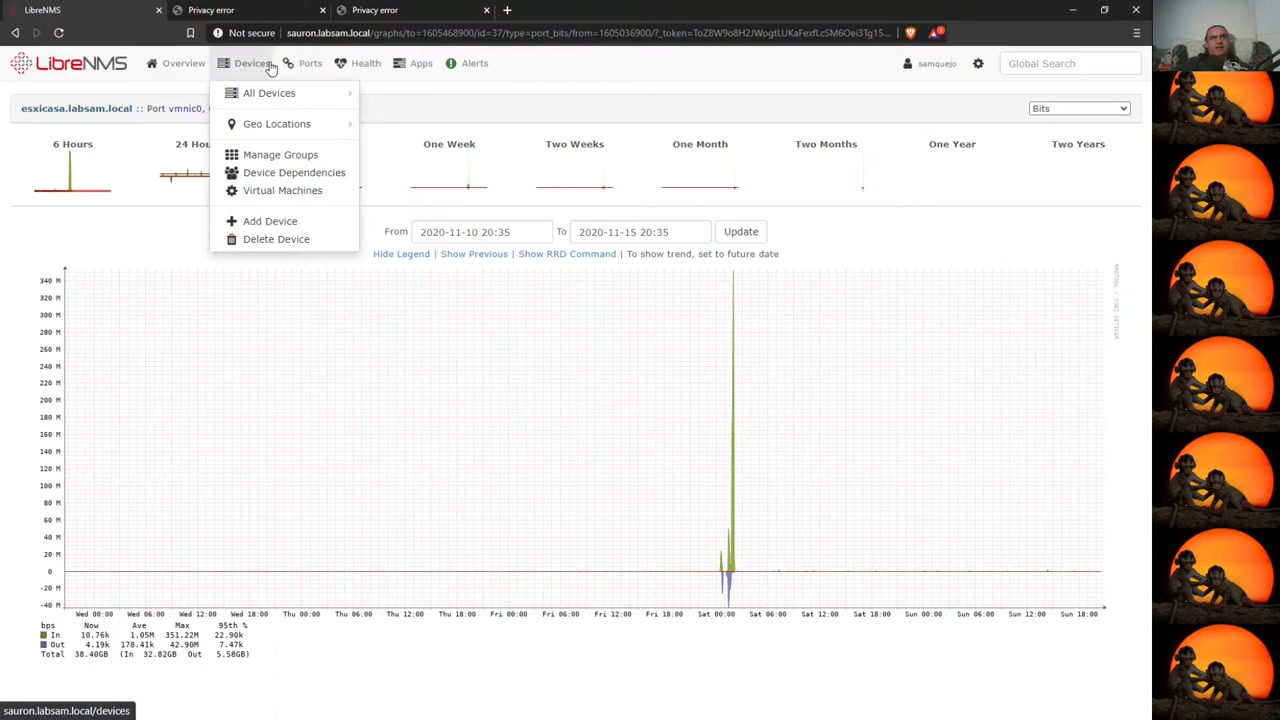 LibreNMS
Privacy error
Privacy error
Not secure
sauron.labsam.local/graphs/to=1605468900/id=37/type=port_bits/from=1605036900/?_token=ToZ8W9o8H2JWogtLUKaFexfLcSM6Oei3Tg15...
LibreNMS
Overview
Devices
Ports
Health
Apps
Alerts
samquejo
Global Search
All Devices
Geo Locations
Manage Groups
Device Dependencies
Virtual Machines
Add Device
Delete Device
esxicasa.labsam.local :: Port vmnic0,
Bits
6 Hours
24 Hou
One Week
Two Weeks
One Month
Two Months
One Year
Two Years
From 2020-11-10 20:35 To 2020-11-15 20:35 Update
Hide Legend | Show Previous | Show RRD Command | To show trend, set to future date
RRDTOOL / TOBI OETIKER
340 M
320 M
300 M
280 M
260 M
240 M
220 M
200 M
180 M
160 M
140 M
120 M
100 M
80 M
60 M
40 M
20 M
0
-20 M
-40 M
Wed 00:00 Wed 06:00 Wed 12:00 Wed 18:00 Thu 00:00 Thu 06:00 Thu 12:00 Thu 18:00 Fri 00:00 Fri 06:00 Fri 12:00 Fri 18:00 Sat 00:00 Sat 06:00 Sat 12:00 Sat 18:00 Sun 00:00 Sun 06:00 Sun 12:00 Sun 18:00
bps Now Ave Max 95th %
In 10.76k 1.05M 351.22M 22.90k
Out 4.19k 178.41k 42.90M 7.47k
Total 38.40GB (In 32.82GB Out 5.58GB)
sauron.labsam.local/devices